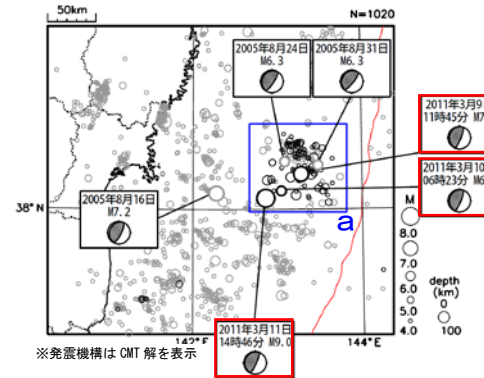 50km
N=1020
2005年8月24日
M6.3
2005年8月31日
M6.3
2011年3月9
11時45分 M7
2011年3月10
06時23分 M6
2005年8月16日
M7.2
38°N
a
M
8.0
7.0
6.0
5.0
4.0
depth
(km)
0
100
2011年3月11日
14時46分 M9.0
142°E
144°E
※発震機構は CMT 解を表示